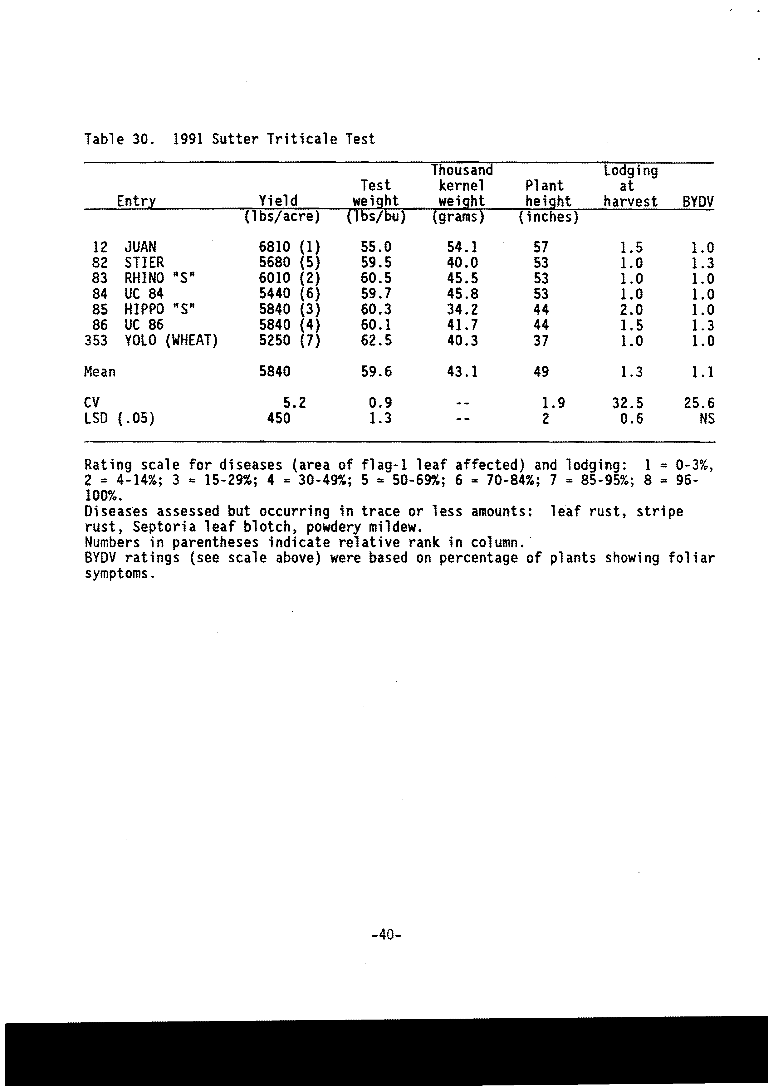 Table 30. 1991 Sutter Triticale Test
Thousand Lodging
Test kernel Plant at
Entry Yield weight weight height harvest BYDV
(lbs/acre) (lbs/bu) (grams) (inches)
12 JUAN 6810 (1) 55.0 54.1 57 1.5 1.0
82 STIER 5680 (5) 59.5 40.0 53 1.0 1.3
83 RHINO "S" 6010 (2) 60.5 45.5 53 1.0 1.0
84 UC 84 5440 (6) 59.7 45.8 53 1.0 1.0
85 HIPPO "S" 5840 (3) 60.3 34.2 44 2.0 1.0
86 UC 86 5840 (4) 60.1 41.7 44 1.5 1.3
353 YOLO (WHEAT) 5250 (7) 62.5 40.3 37 1.0 1.0
Mean 5840 59.6 43.1 49 1.3 1.1
CV 5.2 0.9 -- 1.9 32.5 25.6
LSD (.05) 450 1.3 -- 2 0.6 NS
Rating scale for diseases (area of flag-1 leaf affected) and lodging: 1 = 0-3%,
2 = 4-14%; 3 = 15-29%; 4 = 30-49%; 5 = 50-69%; 6 = 70-84%; 7 = 85-95%; 8 = 96-
100%.
Diseases assessed but occurring in trace or less amounts: leaf rust, stripe
rust, Septoria leaf blotch, powdery mildew.
Numbers in parentheses indicate relative rank in column.
BYDV ratings (see scale above) were based on percentage of plants showing foliar
symptoms.
-40-